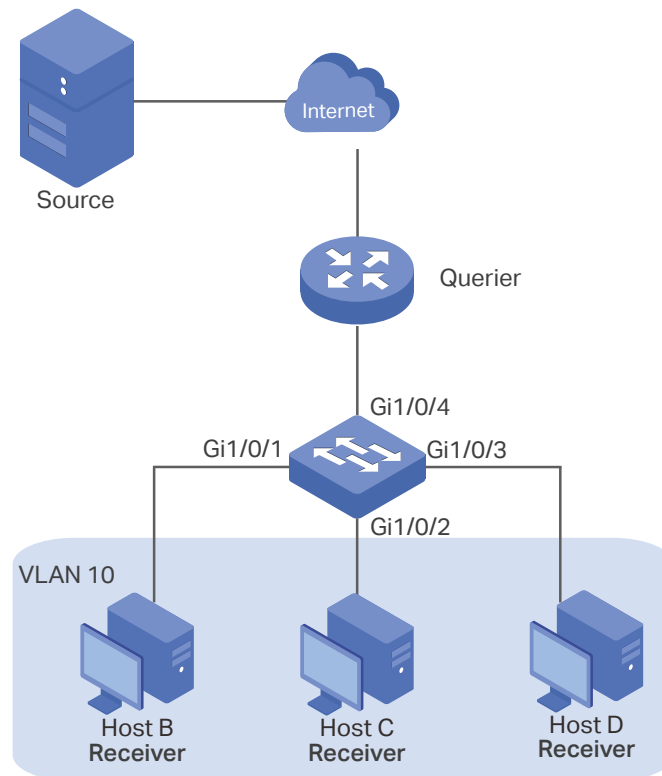 Internet
Source
Querier
Gi1/0/4
Gi1/0/1
Gi1/0/3
Gi1/0/2
VLAN 10
Host B
Receiver
Host C
Receiver
Host D
Receiver